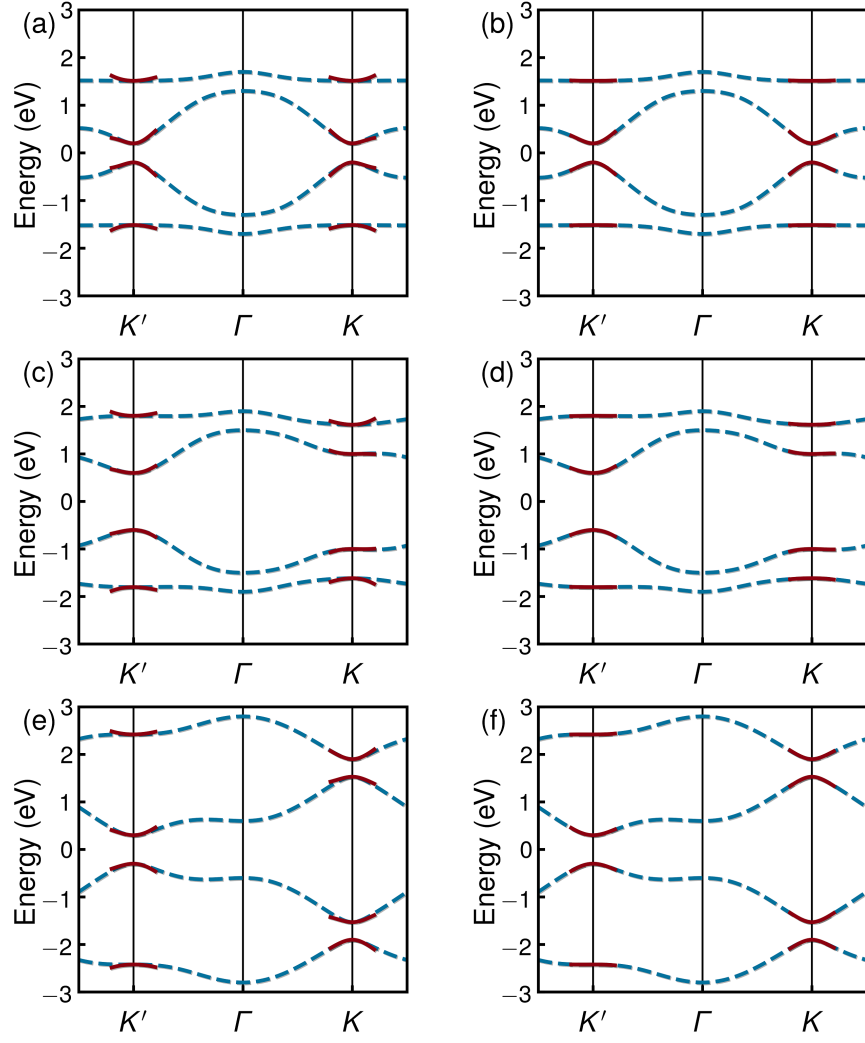 (a)
(b)
3
2
1
0
−1
−2
−3
Energy (eV)
K′ Γ K
3
2
1
0
−1
−2
−3
Energy (eV)
K′ Γ K
(c)
(d)
3
2
1
0
−1
−2
−3
Energy (eV)
K′ Γ K
3
2
1
0
−1
−2
−3
Energy (eV)
K′ Γ K
(e)
(f)
3
2
1
0
−1
−2
−3
Energy (eV)
K′ Γ K
3
2
1
0
−1
−2
−3
Energy (eV)
K′ Γ K